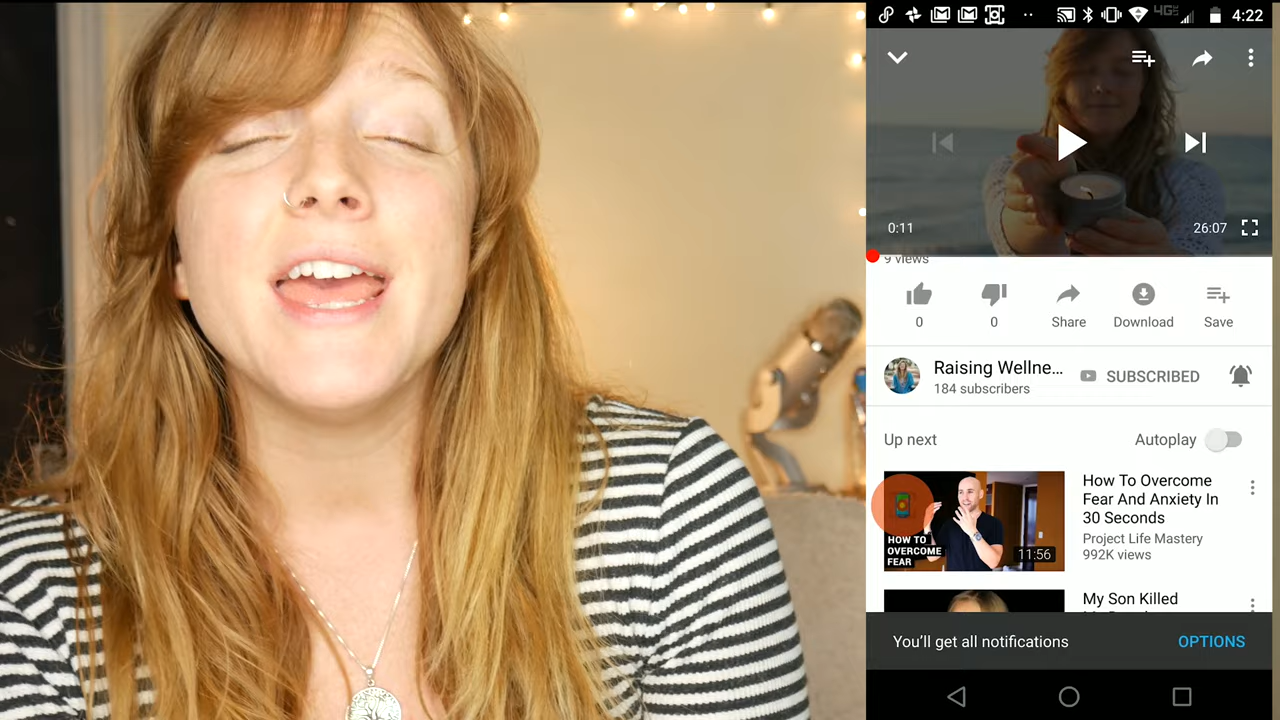 4G
4:22
0:11
26:07
9 views
0
0
Share
Download
Save
Raising Wellne...
184 subscribers
SUBSCRIBED
Up next
Autoplay
How To Overcome
Fear And Anxiety In
30 Seconds
Project Life Mastery
992K views
HOW TO
OVERCOME
FEAR
11:56
My Son Killed
You'll get all notifications
OPTIONS